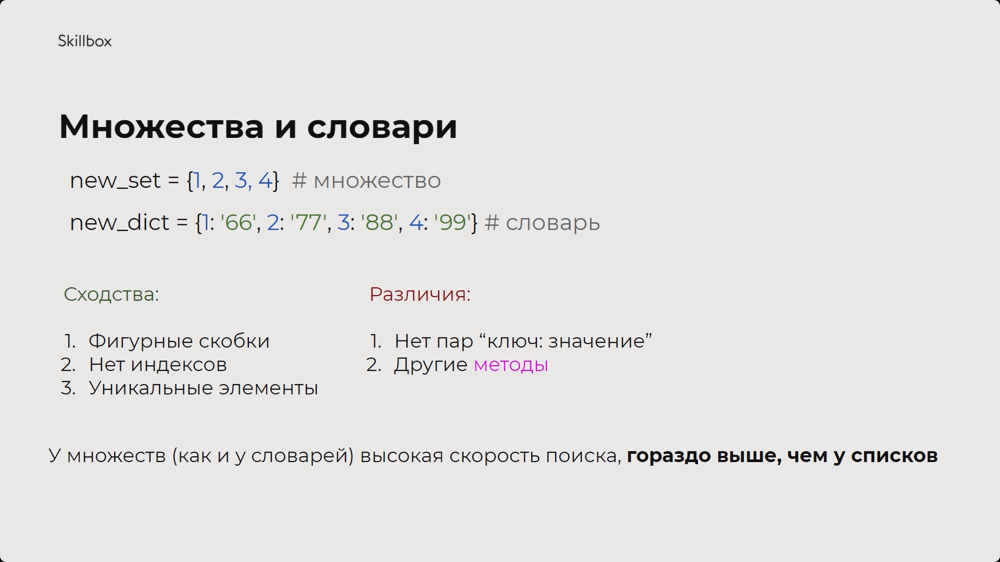 Skillbox
Множества и словари
new_set = {1, 2, 3, 4}  # множество
new_dict = {1: '66', 2: '77', 3: '88', 4: '99'} # словарь
Сходства:
1. Фигурные скобки
2. Нет индексов
3. Уникальные элементы
Различия:
1. Нет пар “ключ: значение”
2. Другие методы
У множеств (как и у словарей) высокая скорость поиска, гораздо выше, чем у списков